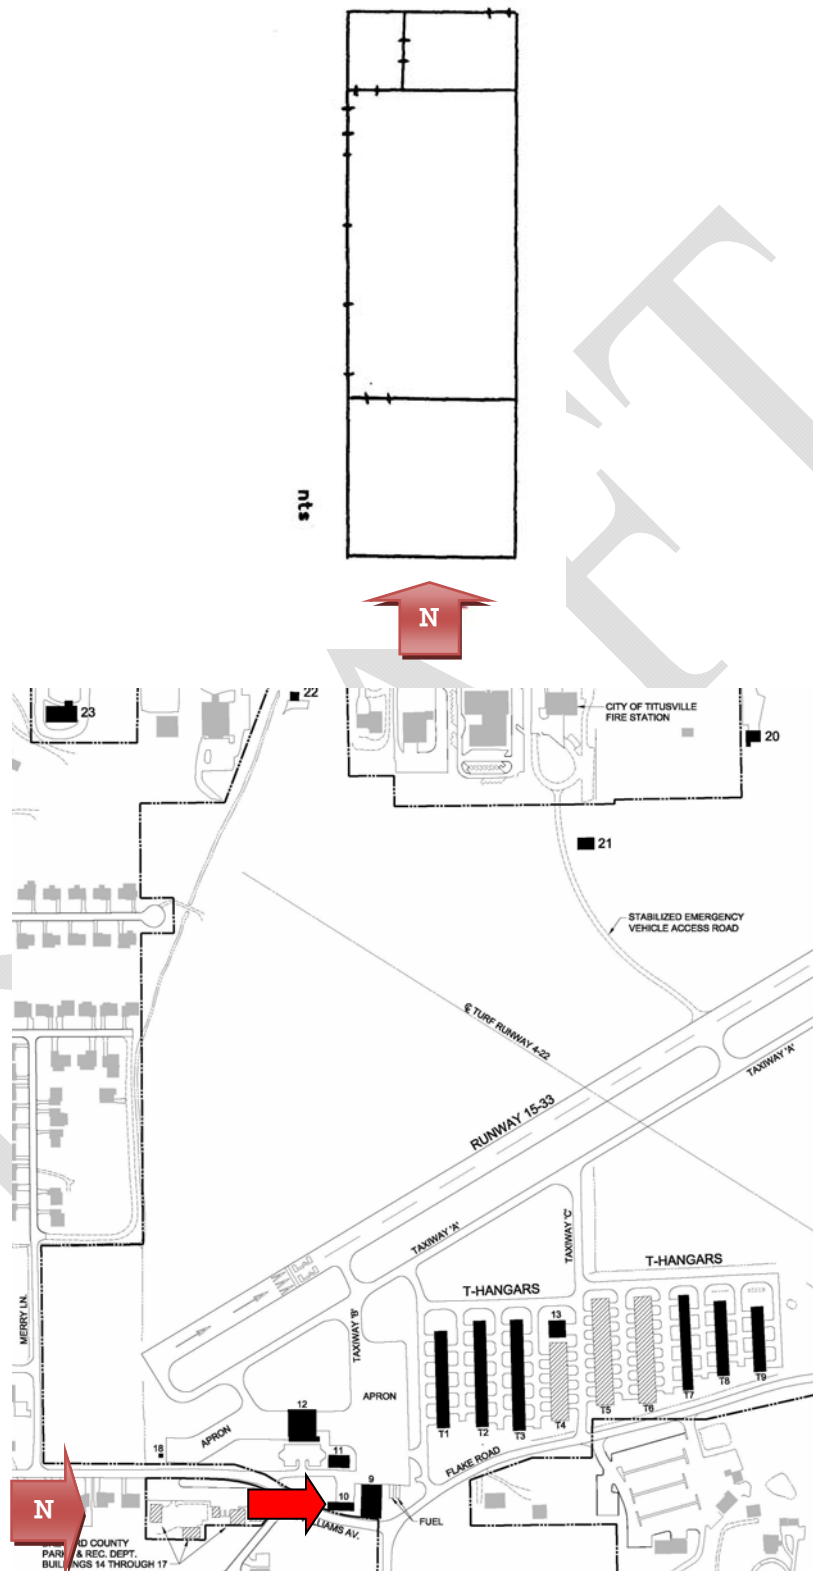 nts
N
22
23
CITY OF TITUSVILLE
FIRE STATION
20
21
STABILIZED EMERGENCY
VEHICLE ACCESS ROAD
℄ TURF RUNWAY 4-22
TAXIWAY 'A'
RUNWAY 15-33
TAXIWAY 'A'
TAXIWAY 'C'
T-HANGARS
T-HANGARS
MERRY LN.
TAXIWAY 'B'
13
APRON
T1
T2
T3
T4
T5
T6
T7
T8
T9
12
APRON
18
11
FLAKE ROAD
9
10
N
FUEL
LIAMS AV.
RD COUNTY
PARK & REC. DEPT.
BUILDINGS 14 THROUGH 17